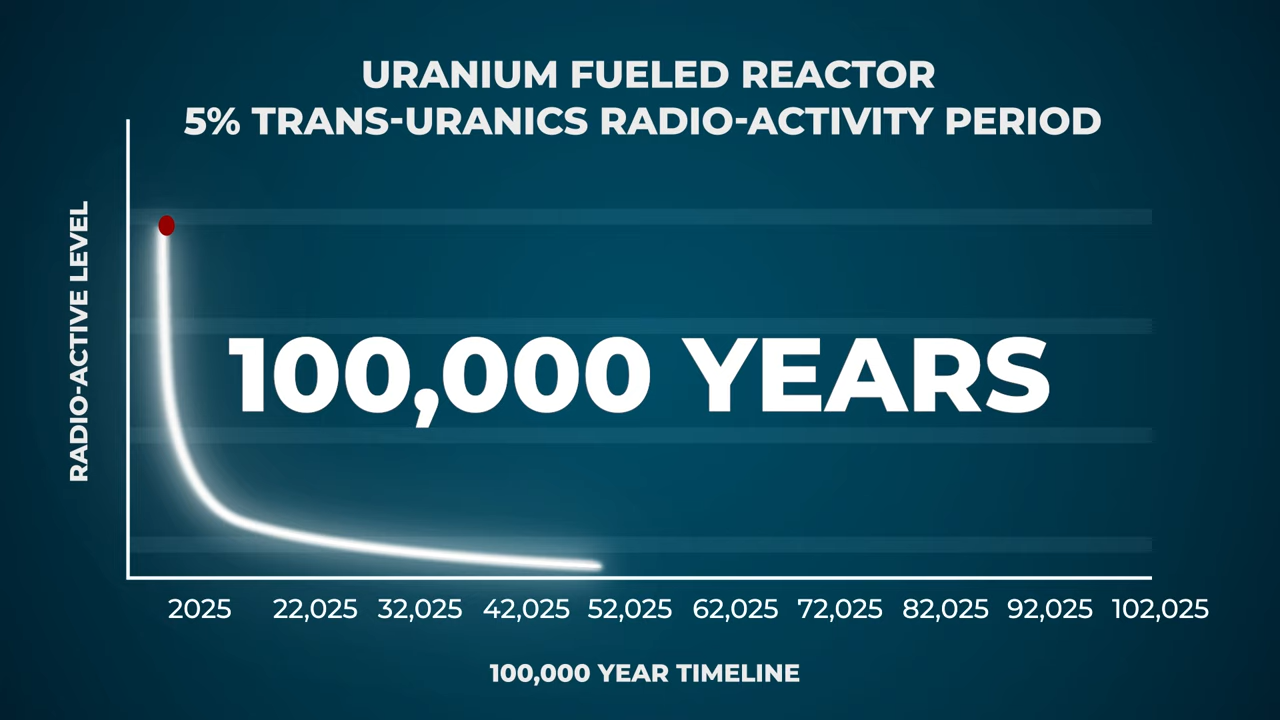 URANIUM FUELED REACTOR
5% TRANS-URANICS RADIO-ACTIVITY PERIOD
RADIO-ACTIVE LEVEL
100,000 YEARS
2025 22,025 32,025 42,025 52,025 62,025 72,025 82,025 92,025 102,025
100,000 YEAR TIMELINE